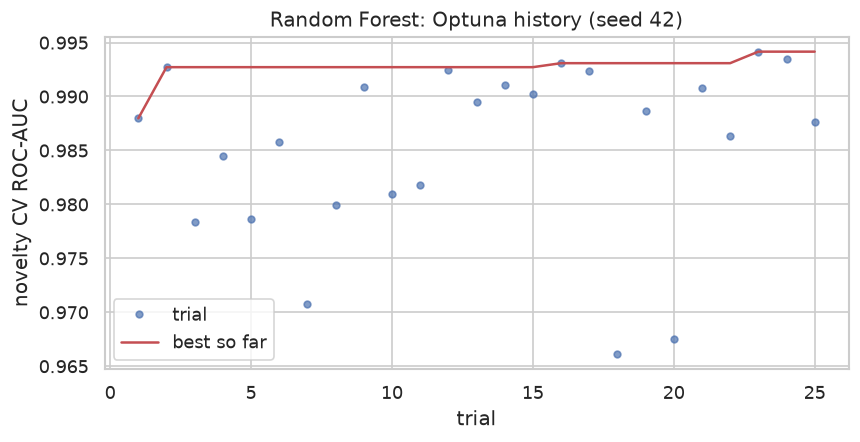 Random Forest: Optuna history (seed 42)
novelty CV ROC-AUC
0.995
0.990
0.985
0.980
0.975
0.970
0.965
trial
best so far
0
5
10
15
20
25
trial